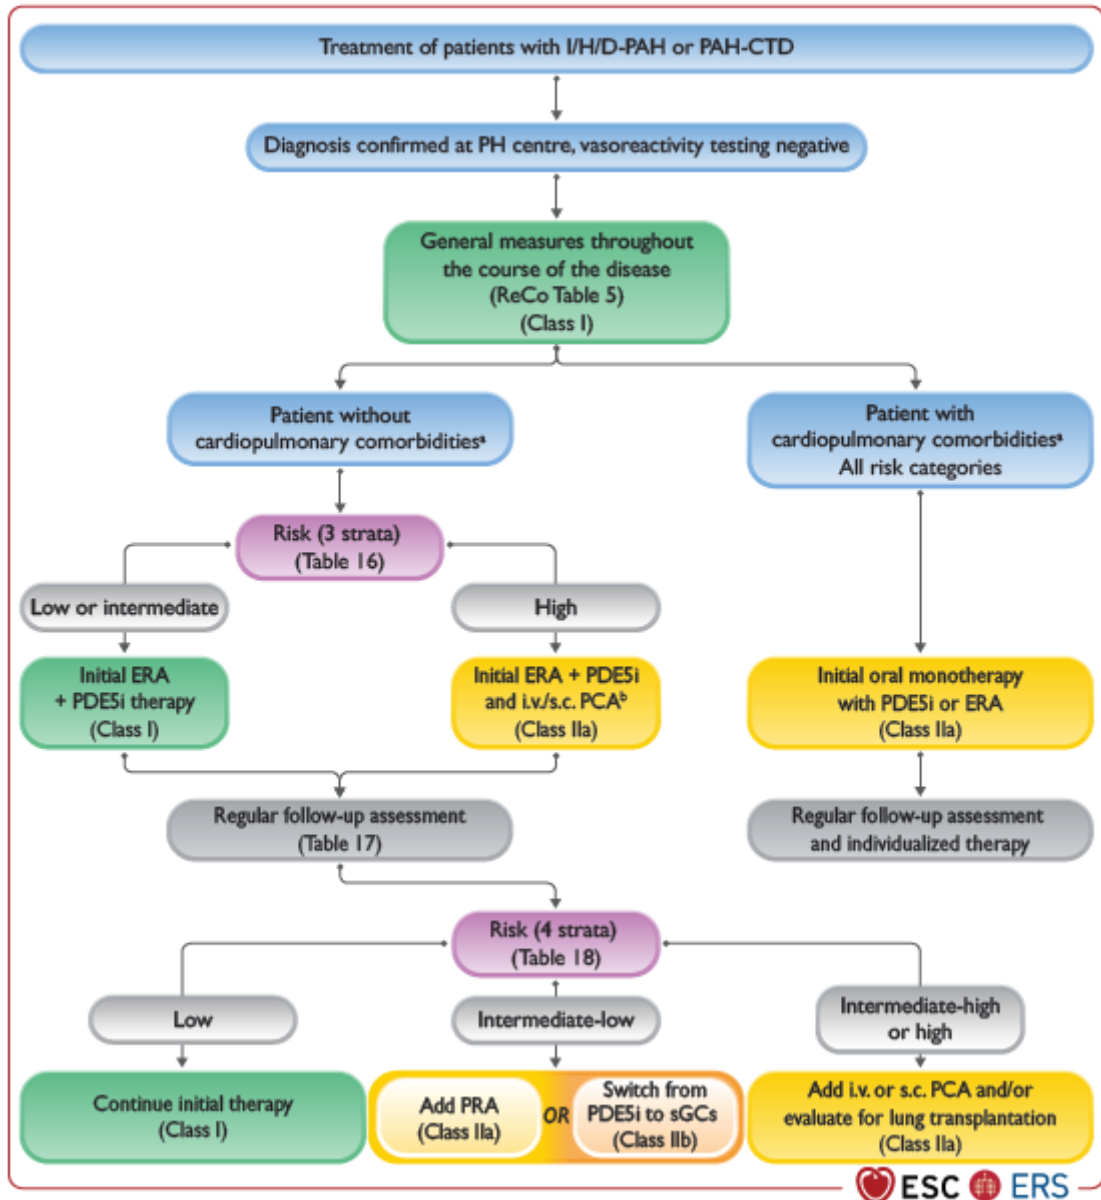 Treatment of patients with I/H/D-PAH or PAH-CTD
Diagnosis confirmed at PH centre, vasoreactivity testing negative
General measures throughout
the course of the disease
(ReCo Table 5)
(Class I)
Patient without
cardiopulmonary comorbiditiesᵃ
Patient with
cardiopulmonary comorbiditiesᵃ
All risk categories
Risk (3 strata)
(Table 16)
Low or intermediate
High
Initial ERA
+ PDE5i therapy
(Class I)
Initial ERA + PDE5i
and i.v./s.c. PCAᵇ
(Class IIa)
Initial oral monotherapy
with PDE5i or ERA
(Class IIa)
Regular follow-up assessment
(Table 17)
Regular follow-up assessment
and individualized therapy
Risk (4 strata)
(Table 18)
Low
Intermediate-low
Intermediate-high
or high
Continue initial therapy
(Class I)
Add PRA
(Class IIa)
OR
Switch from
PDE5i to sGCs
(Class IIb)
Add i.v. or s.c. PCA and/or
evaluate for lung transplantation
(Class IIa)
ESC ERS